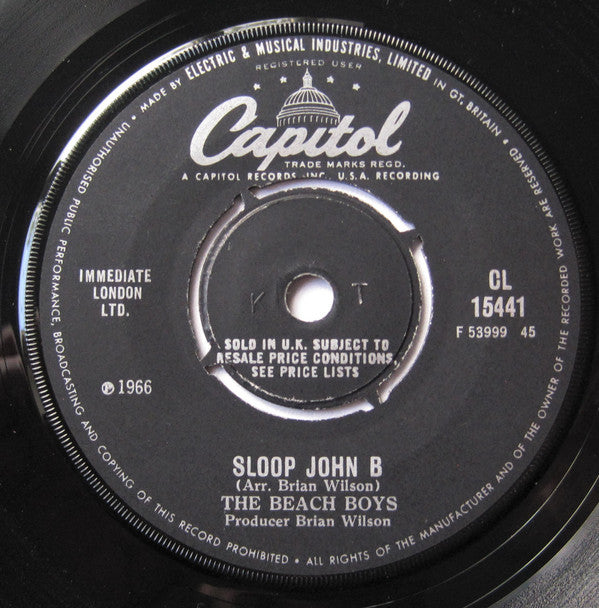 MADE BY ELECTRIC & MUSICAL INDUSTRIES, LIMITED IN GT. BRITAIN • ALL RIGHTS OF THE MANUFACTURER AND OF THE OWNER OF THE RECORDED WORK ARE RESERVED • UNAUTHORISED PUBLIC PERFORMANCE, BROADCASTING AND COPYING OF THIS RECORD PROHIBITED •
REGISTERED USER
Capitol
TRADE MARKS REGD.
A CAPITOL RECORDS, INC., U.S.A. RECORDING
IMMEDIATE
LONDON
LTD.
CL
15441
F 53999 45
K T
℗ 1966
SOLD IN U.K. SUBJECT TO
RESALE PRICE CONDITIONS,
SEE PRICE LISTS
SLOOP JOHN B
(Arr. Brian Wilson)
THE BEACH BOYS
Producer Brian Wilson